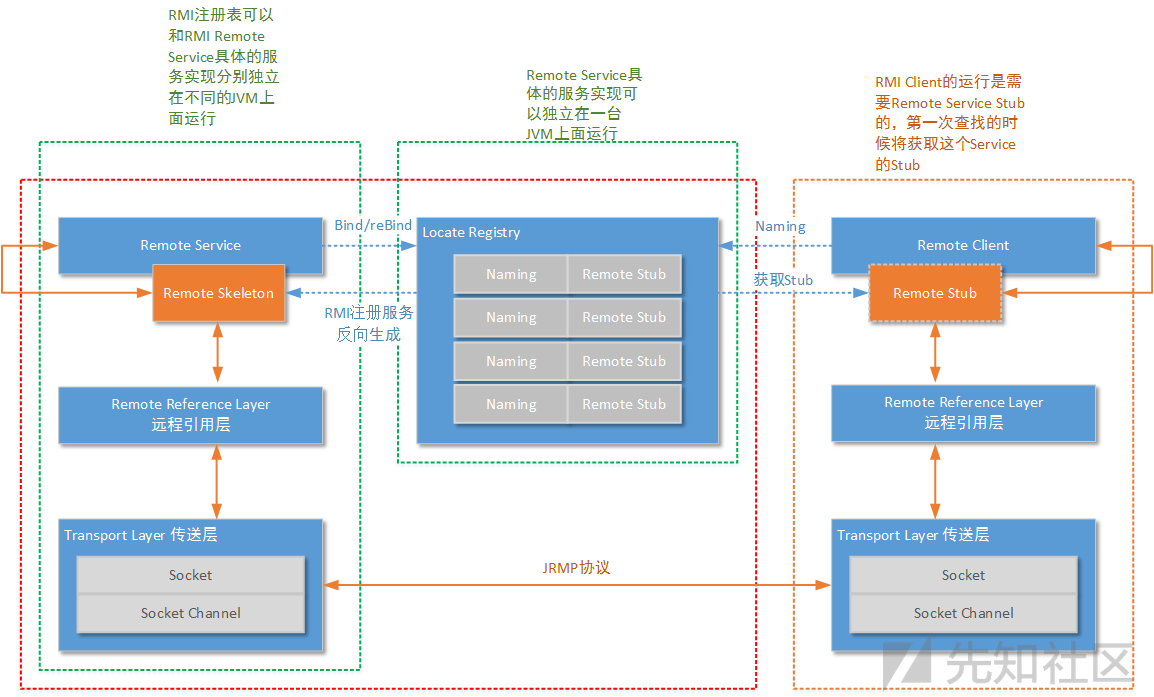 RMI注册表可以
和RMI Remote
Service具体的服
务实现分别独立
在不同的JVM上
面运行
Remote Service具
体的服务实现可
以独立在一台
JVM上面运行
RMI Client的运行是需
要Remote Service Stub
的，第一次查找的时
候将获取这个Service
的Stub
Remote Service
Remote Skeleton
Bind/reBind
RMI注册服务
反向生成
Locate Registry
Naming
Remote Stub
Naming
Remote Stub
Naming
Remote Stub
Naming
Remote Stub
Naming
获取Stub
Remote Client
Remote Stub
Remote Reference Layer
远程引用层
Remote Reference Layer
远程引用层
Transport Layer 传送层
Socket
Socket Channel
JRMP协议
Transport Layer 传送层
Socket
Socket Channel
先知社区